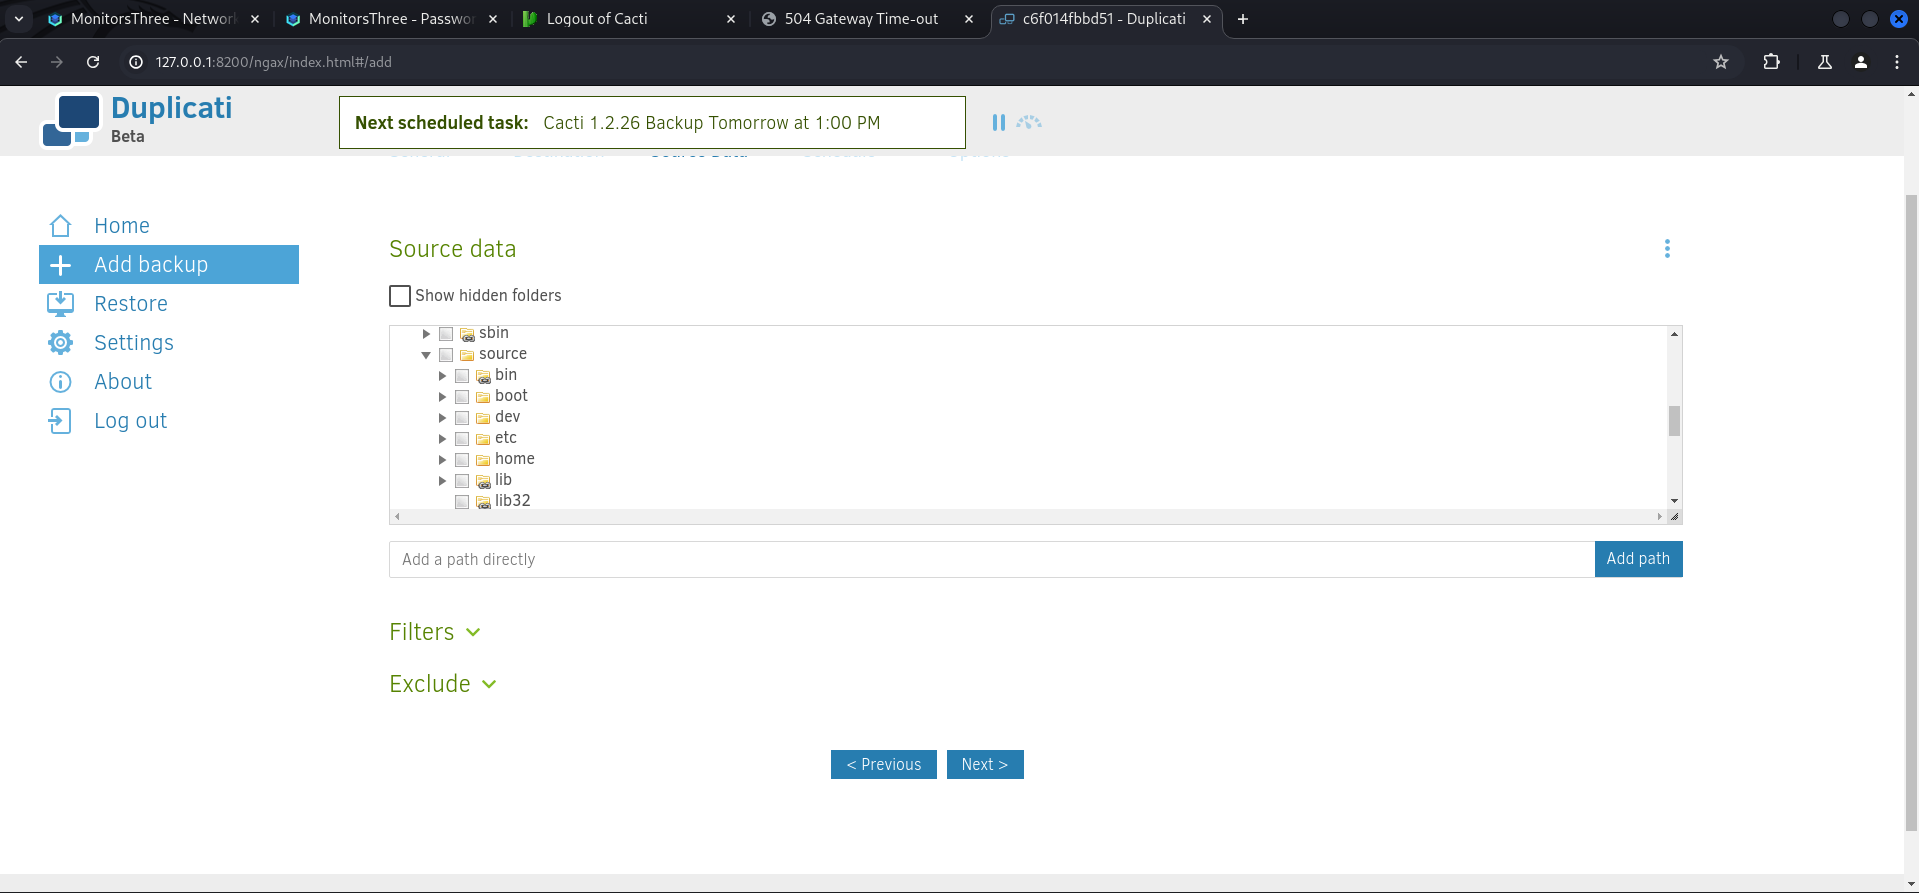 MonitorsThree - Network
MonitorsThree - Passwor
Logout of Cacti
504 Gateway Time-out
c6f014fbbd51 - Duplicati
127.0.0.1:8200/ngax/index.html#/add
Duplicati
Beta
Next scheduled task: Cacti 1.2.26 Backup Tomorrow at 1:00 PM
Source Data
Home
Add backup
Restore
Settings
About
Log out
Source data
Show hidden folders
sbin
source
bin
boot
dev
etc
home
lib
lib32
Add a path directly
Add path
Filters
Exclude
< Previous
Next >